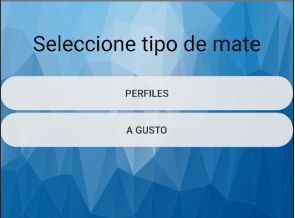 Seleccione tipo de mate
PERFILES
A GUSTO